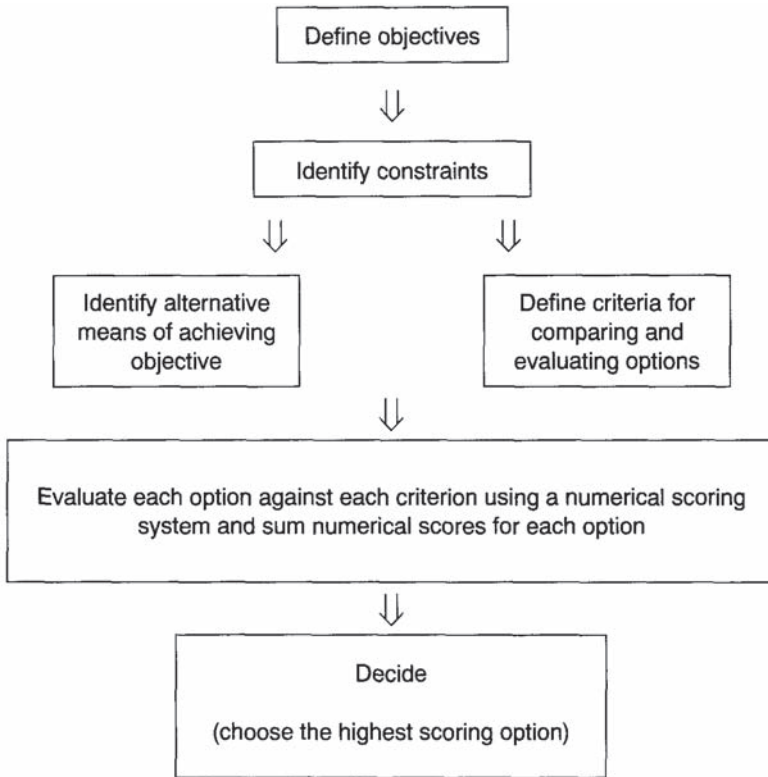 Define objectives
Identify constraints
Identify alternative
means of achieving
objective
Define criteria for
comparing and
evaluating options
Evaluate each option against each criterion using a numerical scoring
system and sum numerical scores for each option
Decide
(choose the highest scoring option)